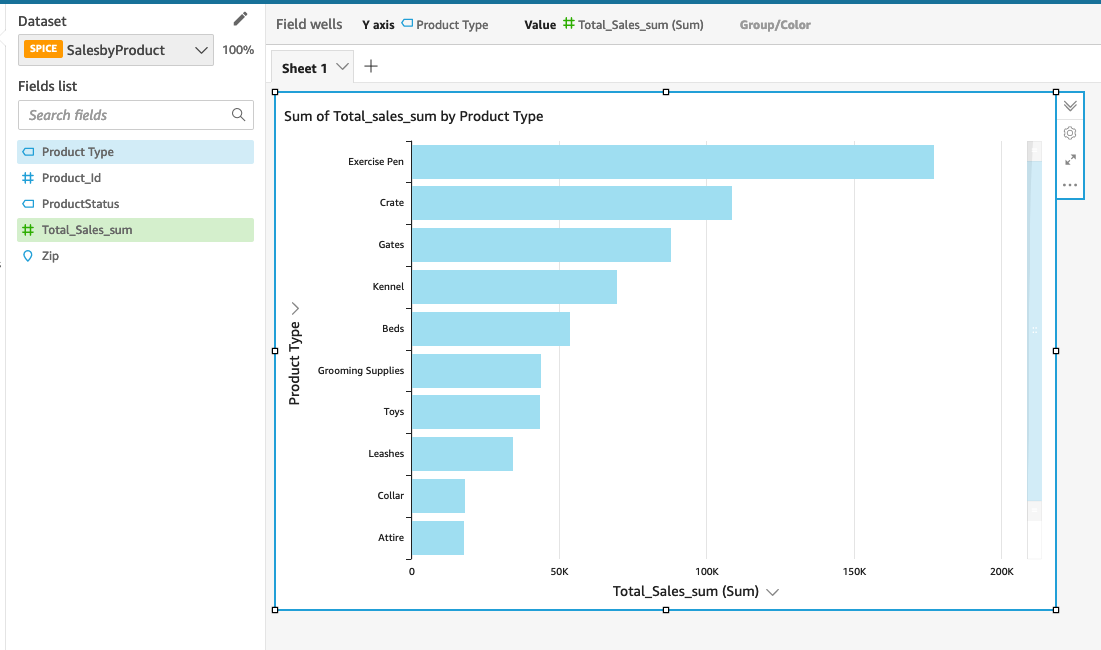 Dataset
SPICE SalesbyProduct 100%
Fields list
Search fields
Product Type
Product_Id
ProductStatus
Total_Sales_sum
Zip
Field wells Y axis Product Type Value Total_Sales_sum (Sum) Group/Color
Sheet 1
Sum of Total_sales_sum by Product Type
Product Type
Exercise Pen
Crate
Gates
Kennel
Beds
Grooming Supplies
Toys
Leashes
Collar
Attire
0 50K 100K 150K 200K
Total_Sales_sum (Sum)